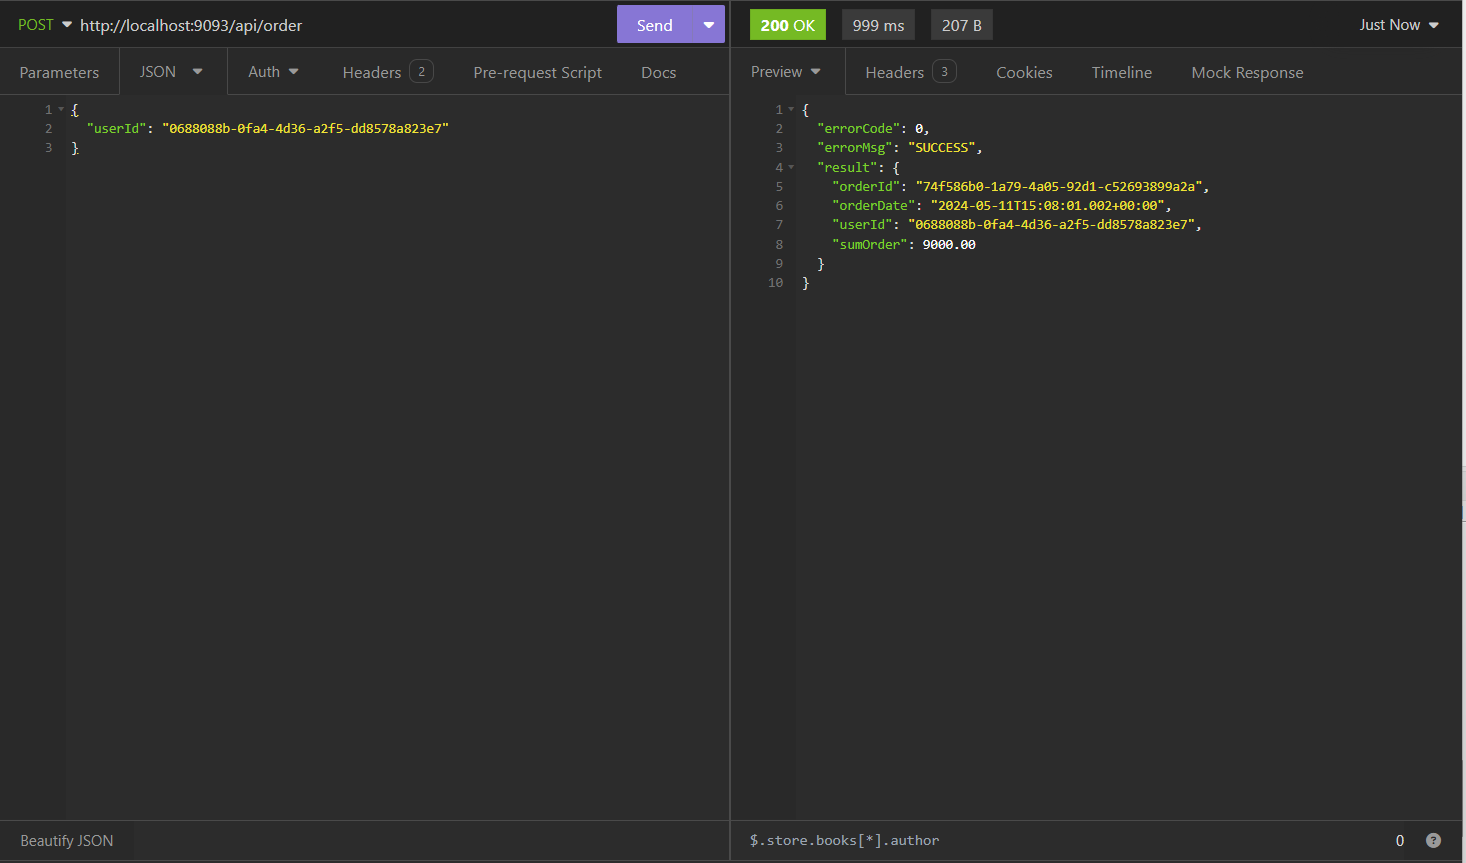 POST http://localhost:9093/api/order Send
Parameters JSON Auth Headers 2 Pre-request Script Docs
1 {
2 "userId": "0688088b-0fa4-4d36-a2f5-dd8578a823e7"
3 }
Beautify JSON
200 OK 999 ms 207 B Just Now
Preview Headers 3 Cookies Timeline Mock Response
1 {
2 "errorCode": 0,
3 "errorMsg": "SUCCESS",
4 "result": {
5 "orderId": "74f586b0-1a79-4a05-92d1-c52693899a2a",
6 "orderDate": "2024-05-11T15:08:01.002+00:00",
7 "userId": "0688088b-0fa4-4d36-a2f5-dd8578a823e7",
8 "sumOrder": 9000.00
9 }
10 }
$.store.books[*].author 0 ?